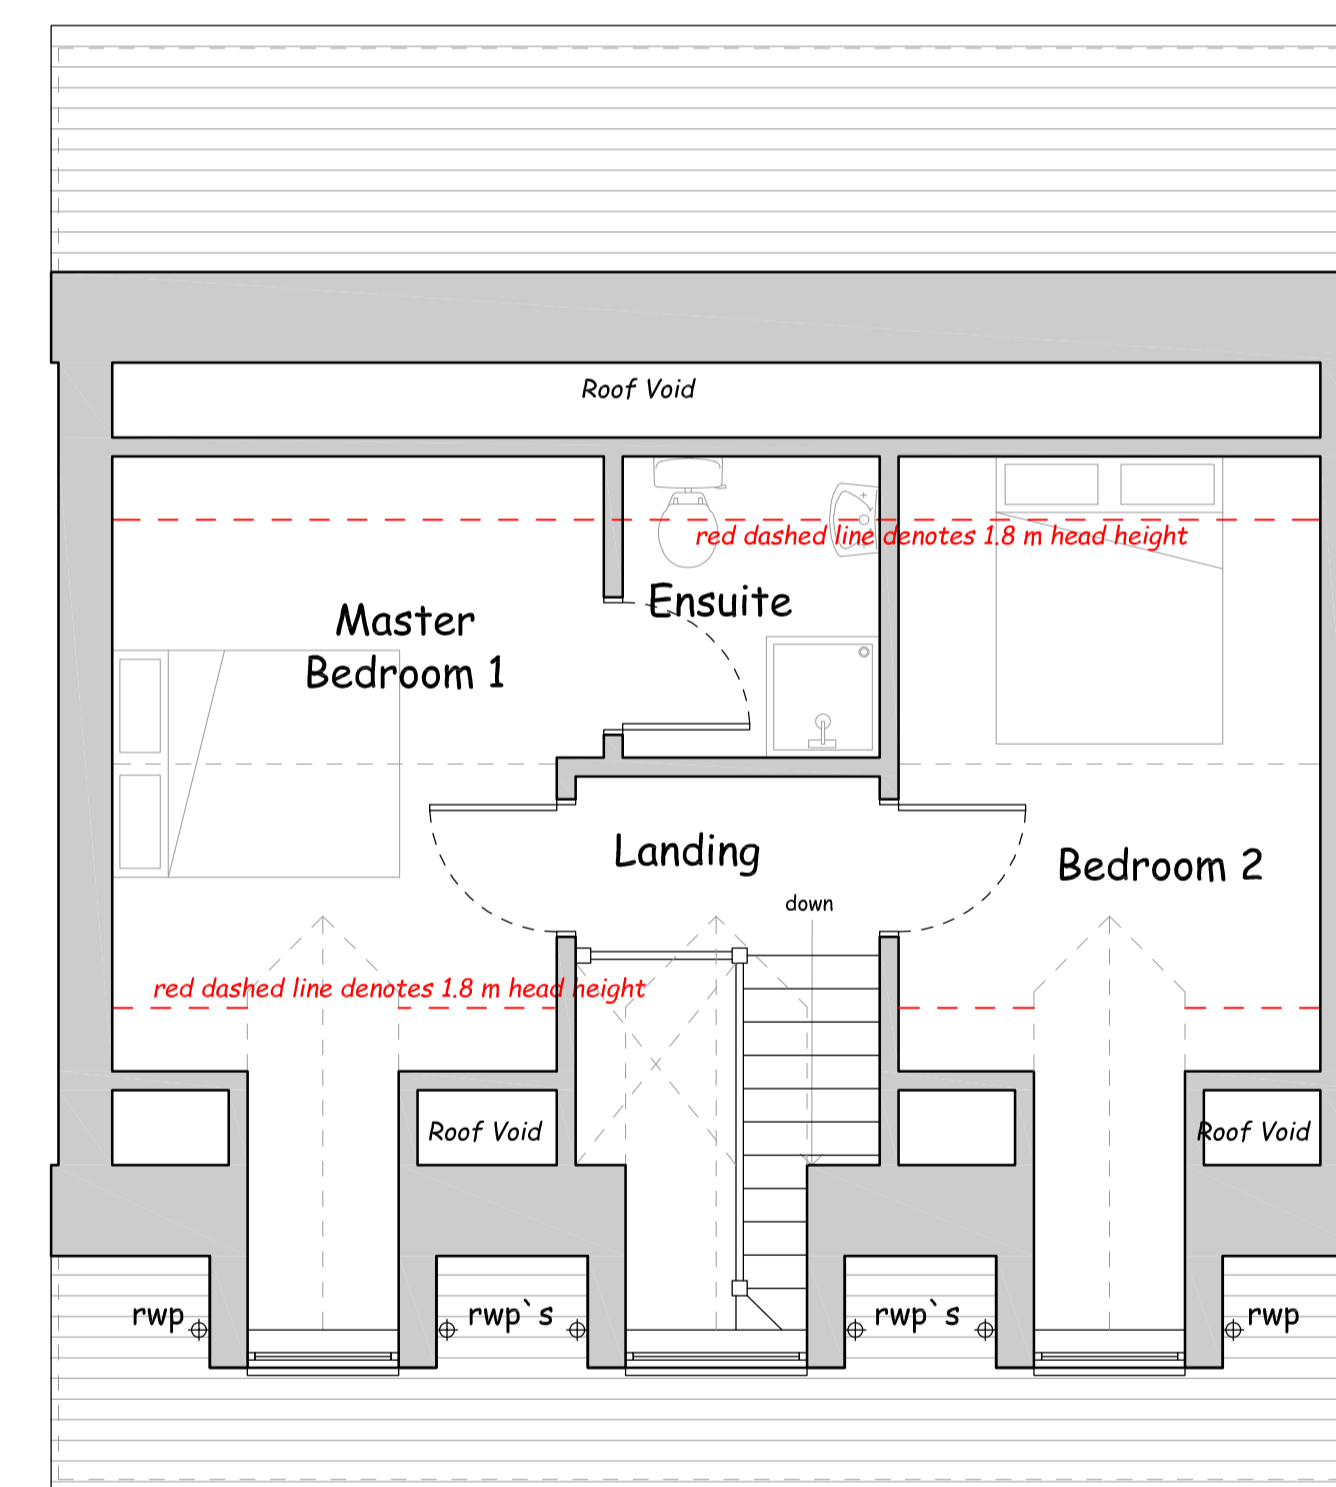 Roof Void
red dashed line denotes 1.8 m head height
Ensuite
Master
Bedroom 1
Landing
Bedroom 2
down
red dashed line denotes 1.8 m head height
Roof Void
Roof Void
rwp
rwp`s
rwp`s
rwp